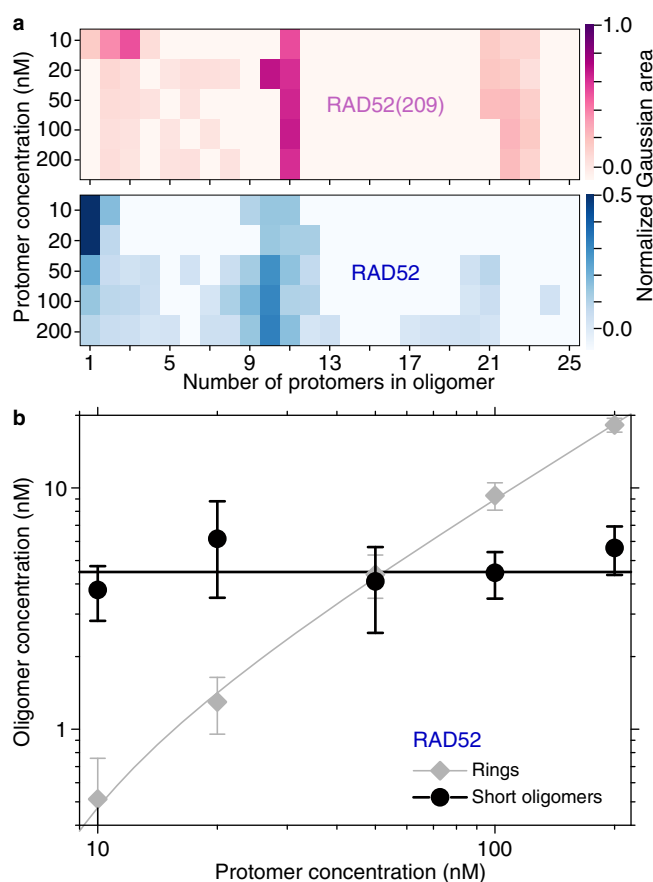 a
Protomer concentration (nM)
10
20
50
100
200
RAD52(209)
10
20
50
100
200
RAD52
1 5 9 13 17 21 25
Number of protomers in oligomer
1.0
0.0
0.5
0.0
Normalized Gaussian area
b
Oligomer concentration (nM)
10
1
RAD52
Rings
Short oligomers
10 100
Protomer concentration (nM)